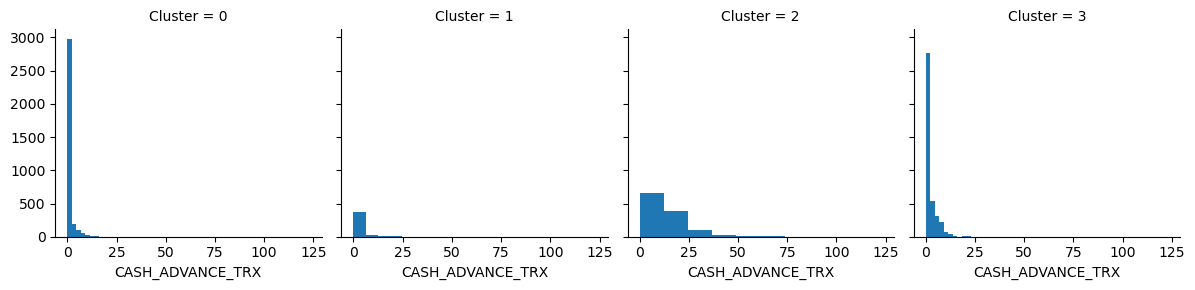 Cluster = 0 Cluster = 1 Cluster = 2 Cluster = 3
3000
2500
2000
1500
1000
500
0
0 25 50 75 100 125 0 25 50 75 100 125 0 25 50 75 100 125 0 25 50 75 100 125
CASH_ADVANCE_TRX CASH_ADVANCE_TRX CASH_ADVANCE_TRX CASH_ADVANCE_TRX